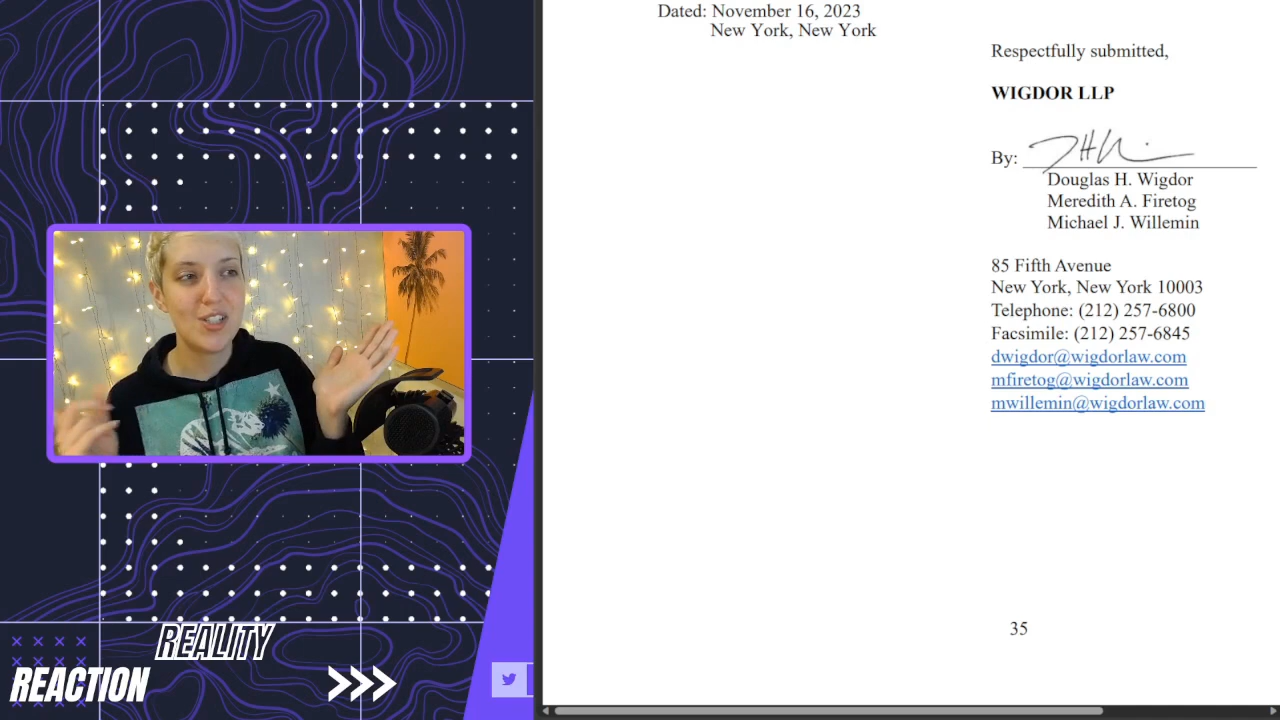 Dated: November 16, 2023
New York, New York
Respectfully submitted,
WIGDOR LLP
By:
Douglas H. Wigdor
Meredith A. Firetog
Michael J. Willemin
85 Fifth Avenue
New York, New York 10003
Telephone: (212) 257-6800
Facsimile: (212) 257-6845
dwigdor@wigdorlaw.com
mfiretog@wigdorlaw.com
mwillemin@wigdorlaw.com
35
REALITY
REACTION